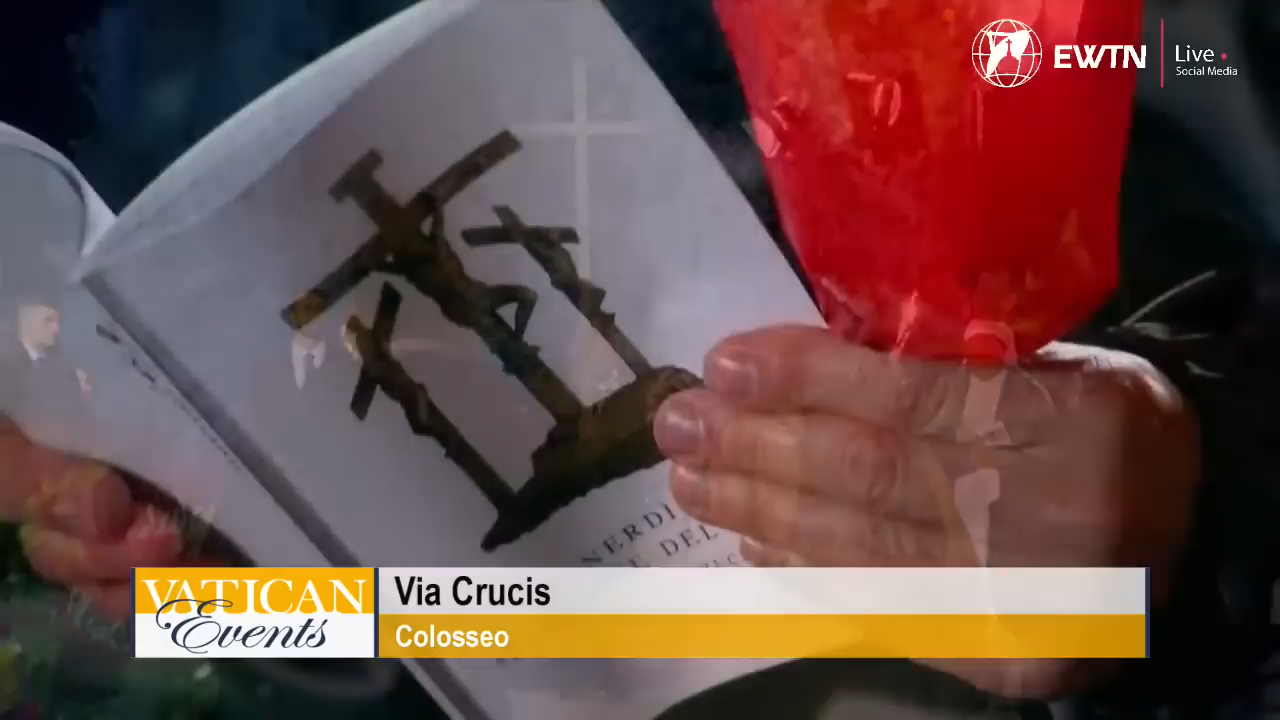 EWTN
Live
Social Media
VATICAN
Events
Via Crucis
Colosseo